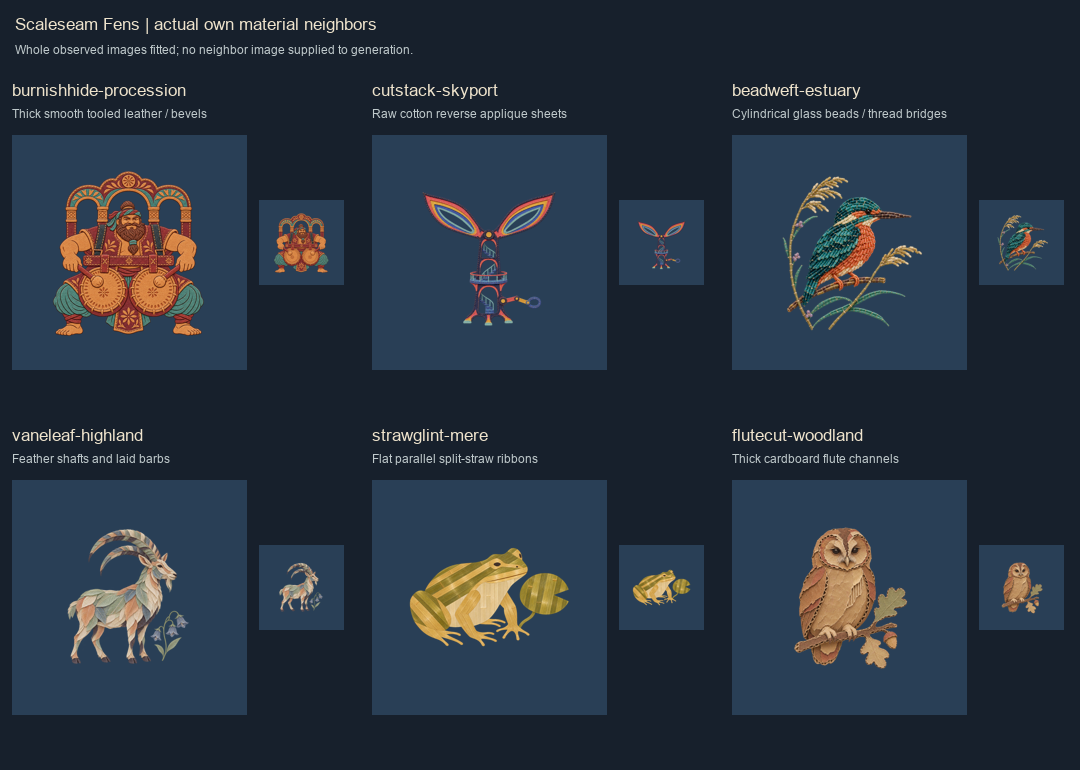 Scaleseam Fens | actual own material neighbors
Whole observed images fitted; no neighbor image supplied to generation.
burnishhide-procession
Thick smooth tooled leather / bevels
cutstack-skyport
Raw cotton reverse applique sheets
beadweft-estuary
Cylindrical glass beads / thread bridges
vaneleaf-highland
Feather shafts and laid barbs
strawglint-mere
Flat parallel split-straw ribbons
flutecut-woodland
Thick cardboard flute channels